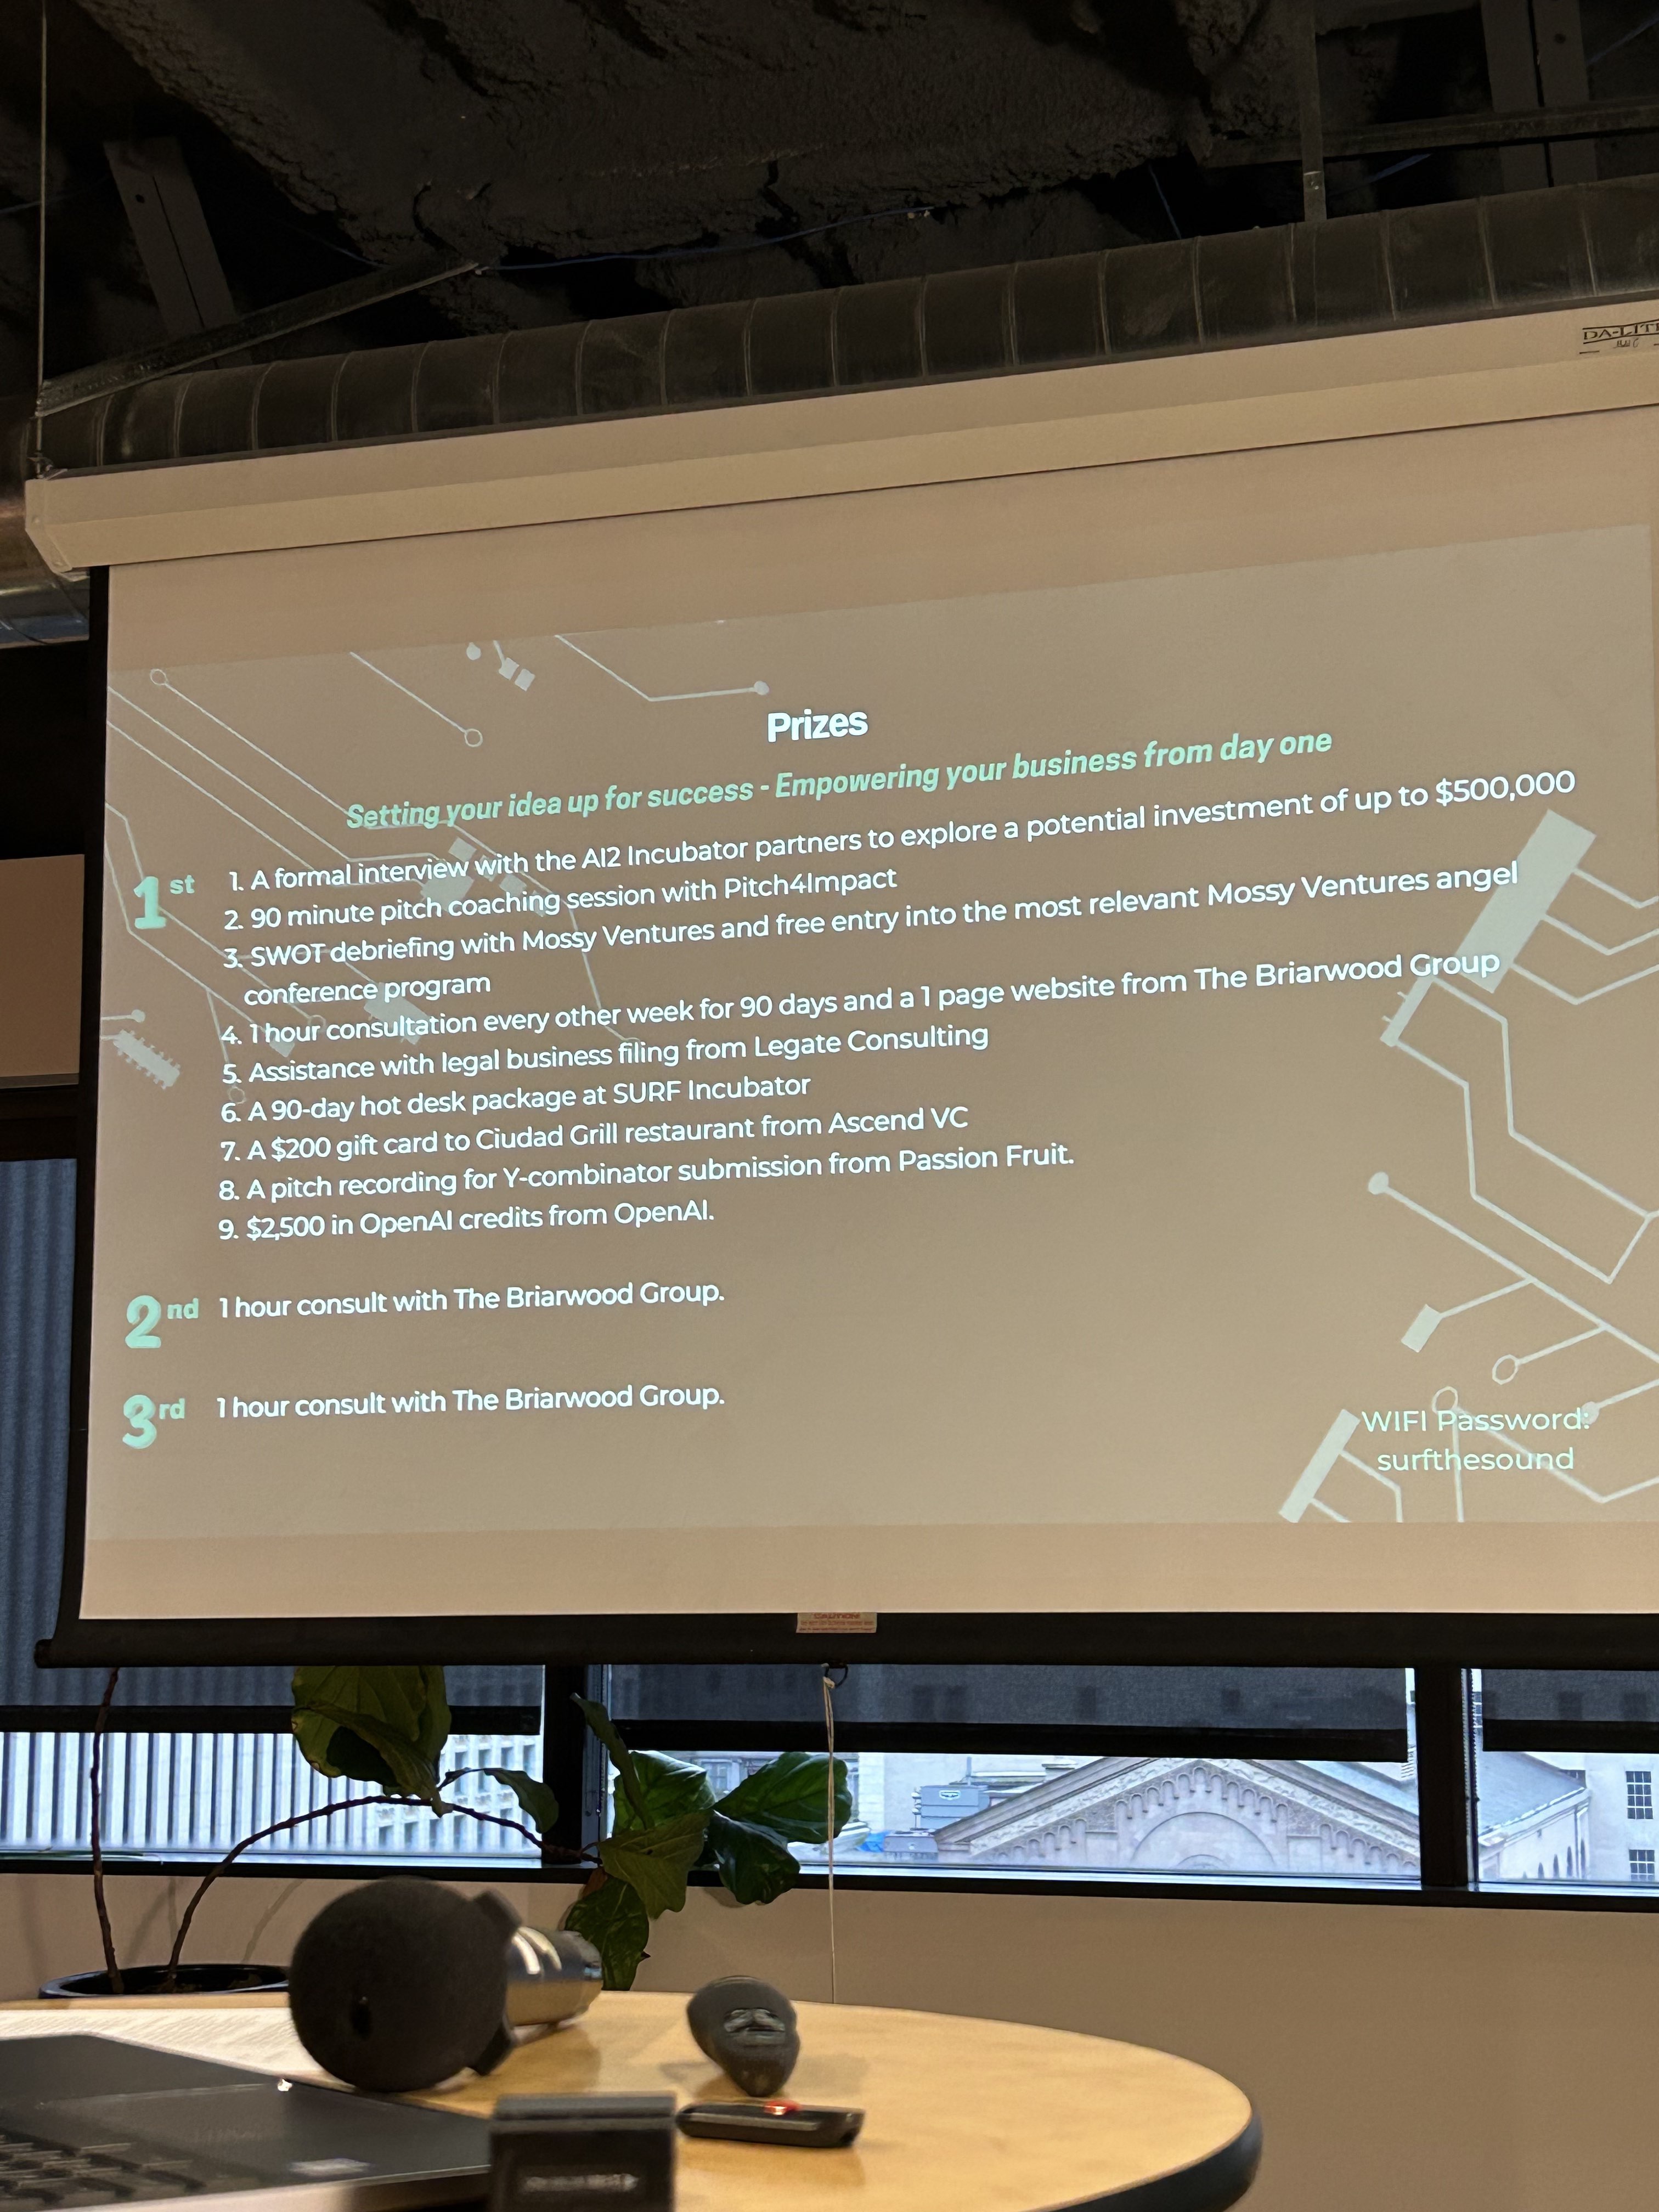 DA-LITE
Prizes
Setting your idea up for success - Empowering your business from day one
1st
1. A formal interview with the AI2 Incubator partners to explore a potential investment of up to $500,000
2. 90 minute pitch coaching session with Pitch4Impact
3. SWOT debriefing with Mossy Ventures and free entry into the most relevant Mossy Ventures angel
conference program
4. 1 hour consultation every other week for 90 days and a 1 page website from The Briarwood Group
5. Assistance with legal business filing from Legate Consulting
6. A 90-day hot desk package at SURF Incubator
7. A $200 gift card to Ciudad Grill restaurant from Ascend VC
8. A pitch recording for Y-combinator submission from Passion Fruit.
9. $2,500 in OpenAI credits from OpenAI.
2nd 1 hour consult with The Briarwood Group.
3rd 1 hour consult with The Briarwood Group.
WIFI Password:
surfthesound
CAUTION